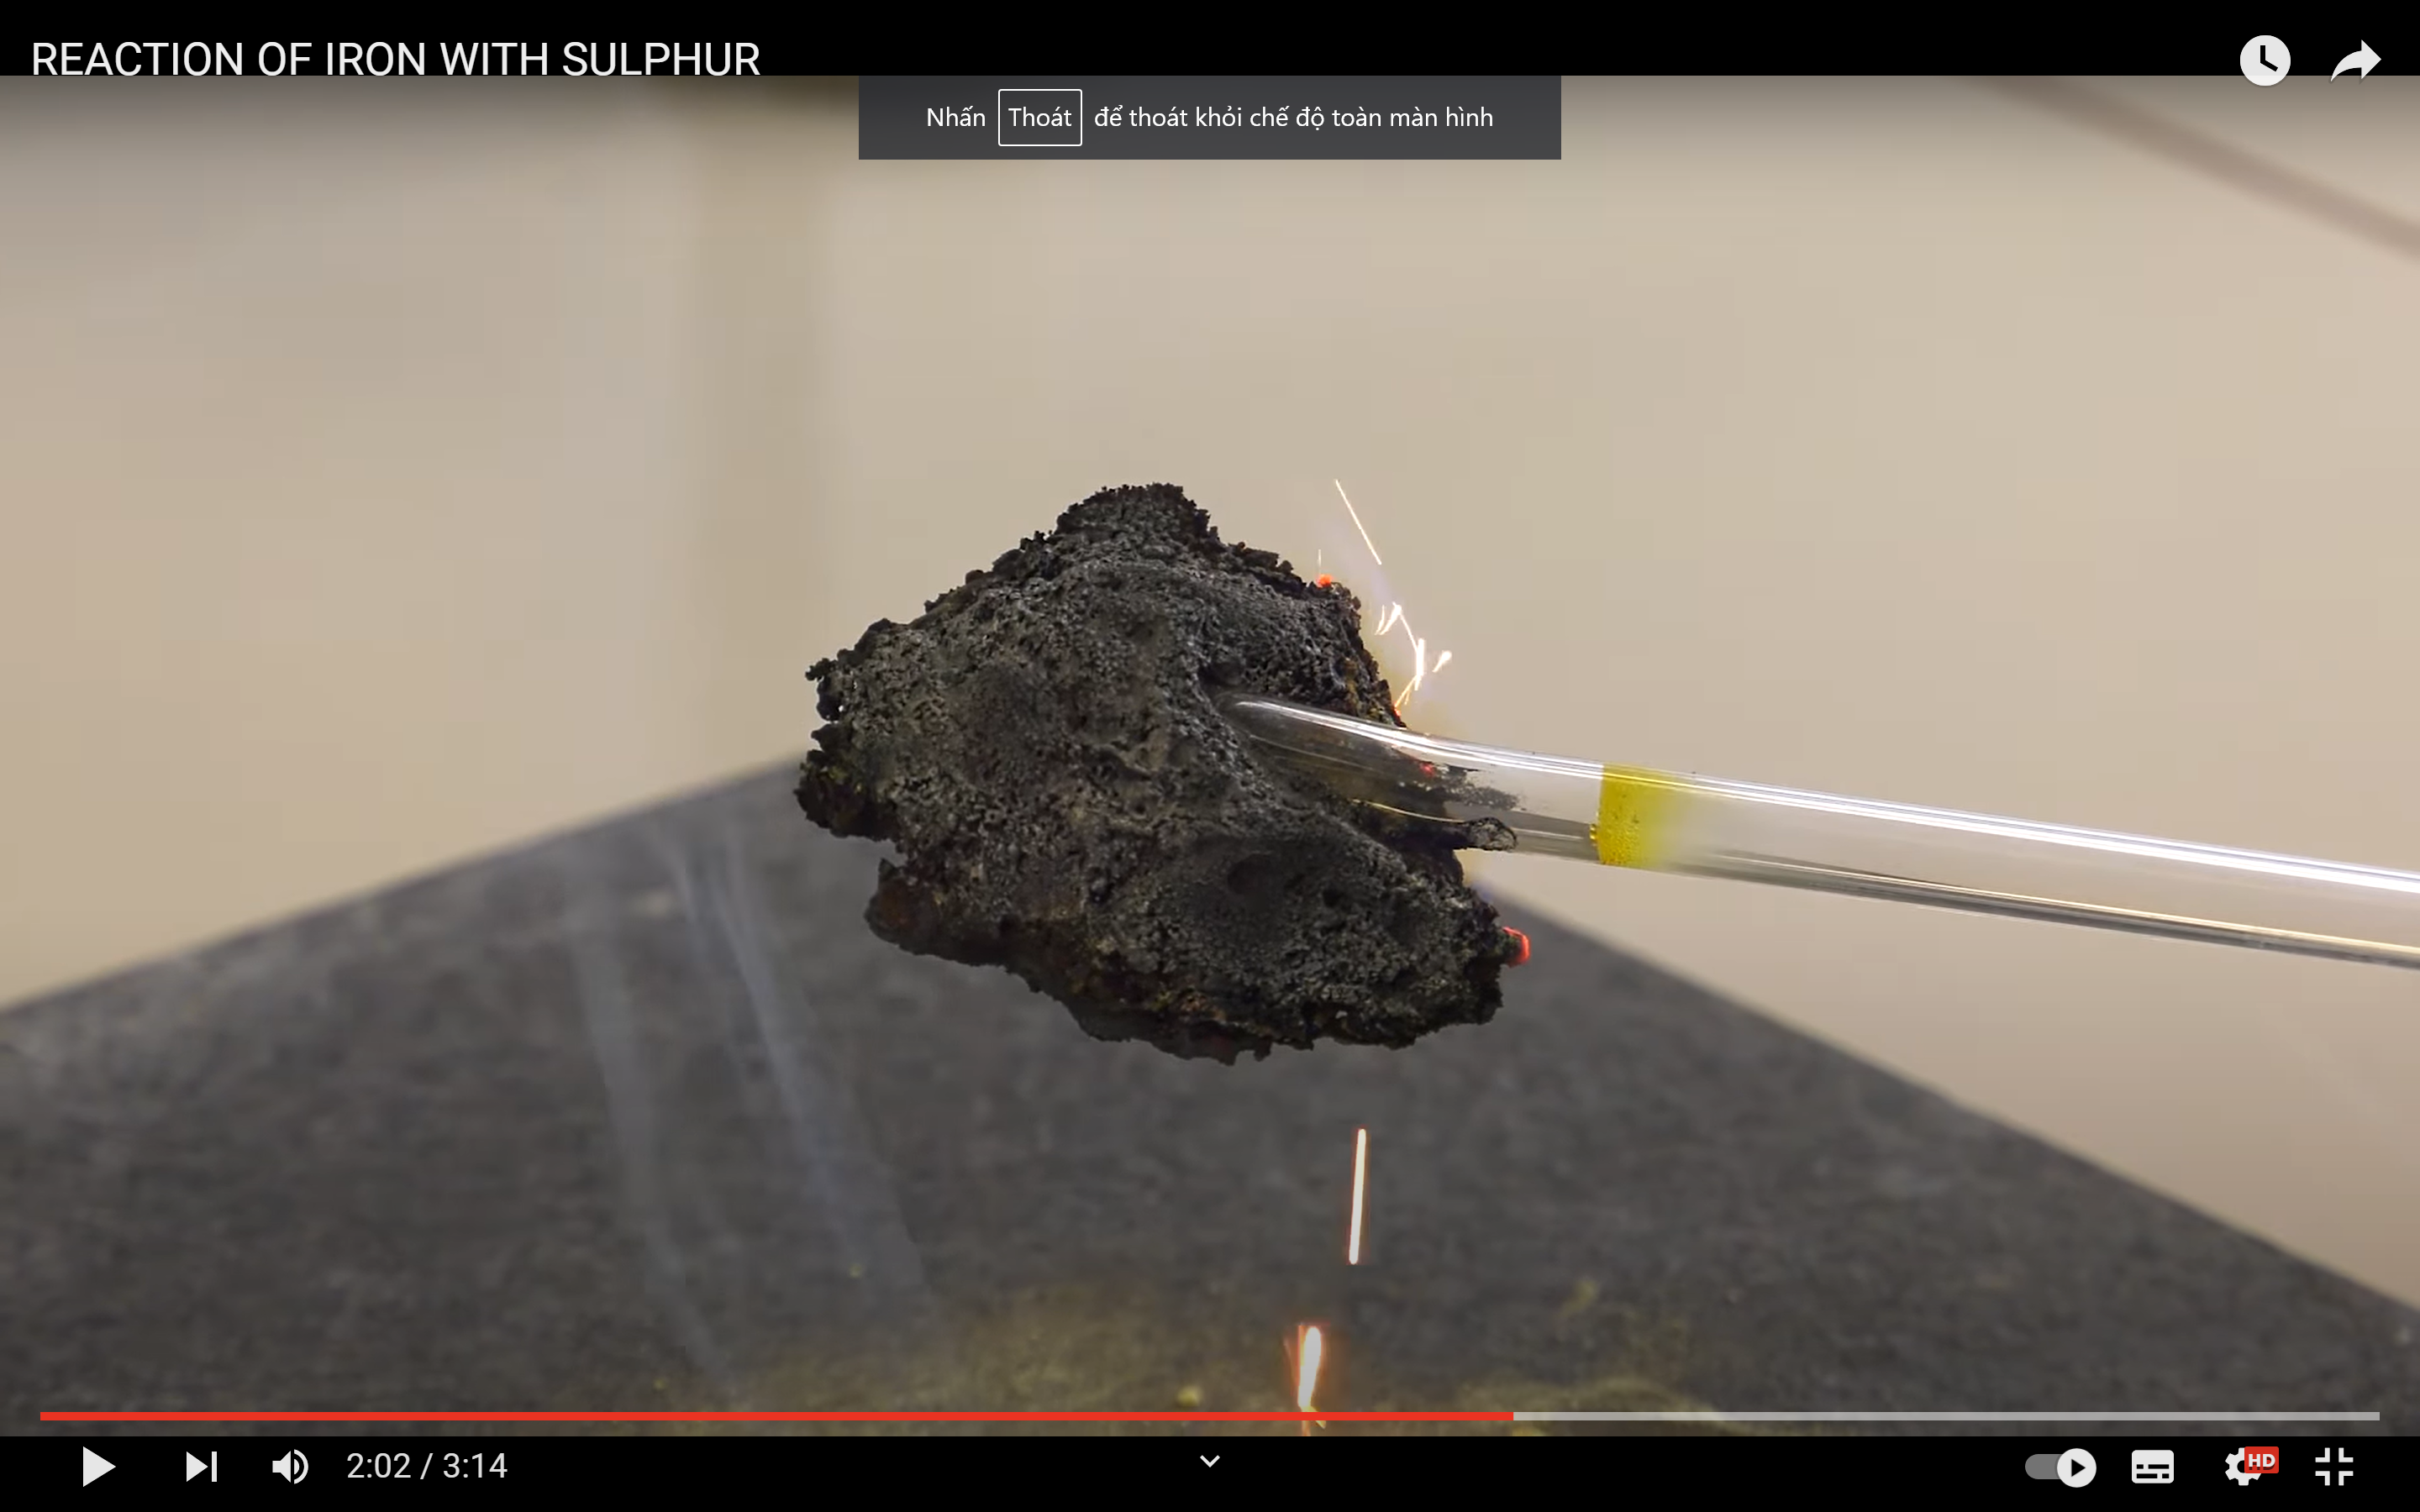 REACTION OF IRON WITH SULPHUR
Nhấn Thoát để thoát khỏi chế độ toàn màn hình
2:02 / 3:14
HD